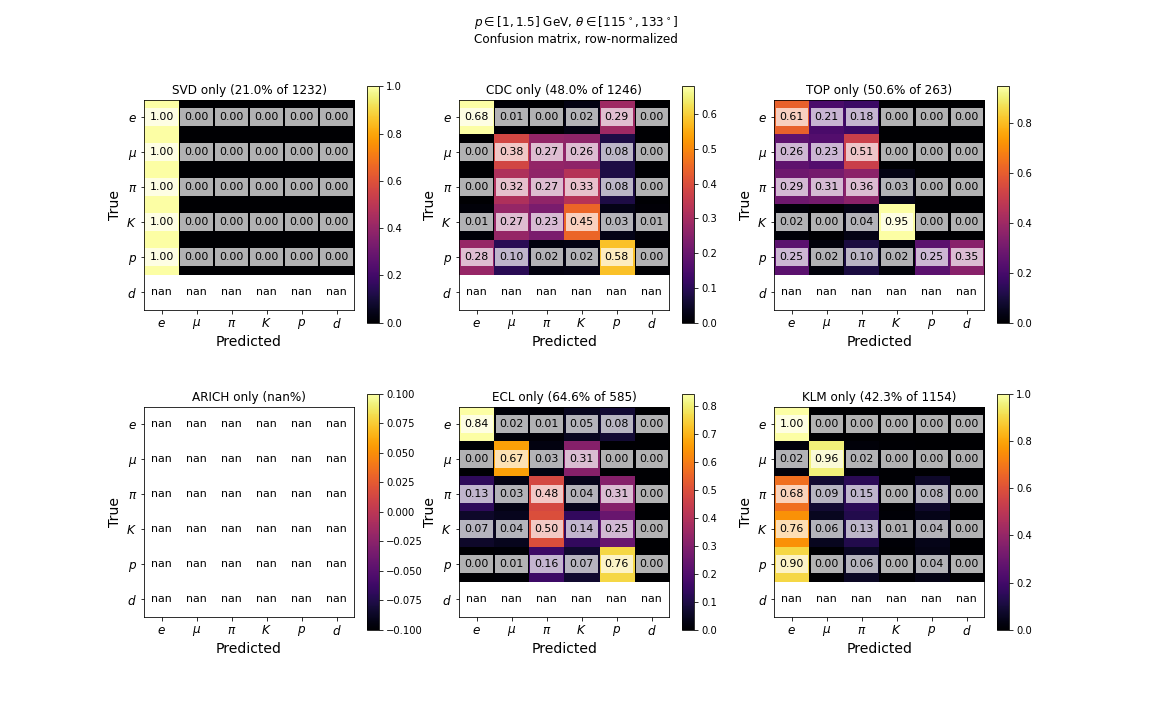 p ∈ [1, 1.5] GeV, θ ∈ [115°, 133°]
Confusion matrix, row-normalized
SVD only (21.0% of 1232)
True
e 1.00 0.00 0.00 0.00 0.00 0.00
μ 1.00 0.00 0.00 0.00 0.00 0.00
π 1.00 0.00 0.00 0.00 0.00 0.00
K 1.00 0.00 0.00 0.00 0.00 0.00
p 1.00 0.00 0.00 0.00 0.00 0.00
d nan nan nan nan nan nan
e μ π K p d
Predicted
1.0
0.8
0.6
0.4
0.2
0.0
CDC only (48.0% of 1246)
True
e 0.68 0.01 0.00 0.02 0.29 0.00
μ 0.00 0.38 0.27 0.26 0.08 0.00
π 0.00 0.32 0.27 0.33 0.08 0.00
K 0.01 0.27 0.23 0.45 0.03 0.01
p 0.28 0.10 0.02 0.02 0.58 0.00
d nan nan nan nan nan nan
e μ π K p d
Predicted
0.6
0.5
0.4
0.3
0.2
0.1
0.0
TOP only (50.6% of 263)
True
e 0.61 0.21 0.18 0.00 0.00 0.00
μ 0.26 0.23 0.51 0.00 0.00 0.00
π 0.29 0.31 0.36 0.03 0.00 0.00
K 0.02 0.00 0.04 0.95 0.00 0.00
p 0.25 0.02 0.10 0.02 0.25 0.35
d nan nan nan nan nan nan
e μ π K p d
Predicted
0.8
0.6
0.4
0.2
0.0
ARICH only (nan%)
True
e nan nan nan nan nan nan
μ nan nan nan nan nan nan
π nan nan nan nan nan nan
K nan nan nan nan nan nan
p nan nan nan nan nan nan
d nan nan nan nan nan nan
e μ π K p d
Predicted
0.100
0.075
0.050
0.025
0.000
−0.025
−0.050
−0.075
−0.100
ECL only (64.6% of 585)
True
e 0.84 0.02 0.01 0.05 0.08 0.00
μ 0.00 0.67 0.03 0.31 0.00 0.00
π 0.13 0.03 0.48 0.04 0.31 0.00
K 0.07 0.04 0.50 0.14 0.25 0.00
p 0.00 0.01 0.16 0.07 0.76 0.00
d nan nan nan nan nan nan
e μ π K p d
Predicted
0.8
0.7
0.6
0.5
0.4
0.3
0.2
0.1
0.0
KLM only (42.3% of 1154)
True
e 1.00 0.00 0.00 0.00 0.00 0.00
μ 0.02 0.96 0.02 0.00 0.00 0.00
π 0.68 0.09 0.15 0.00 0.08 0.00
K 0.76 0.06 0.13 0.01 0.04 0.00
p 0.90 0.00 0.06 0.00 0.04 0.00
d nan nan nan nan nan nan
e μ π K p d
Predicted
1.0
0.8
0.6
0.4
0.2
0.0